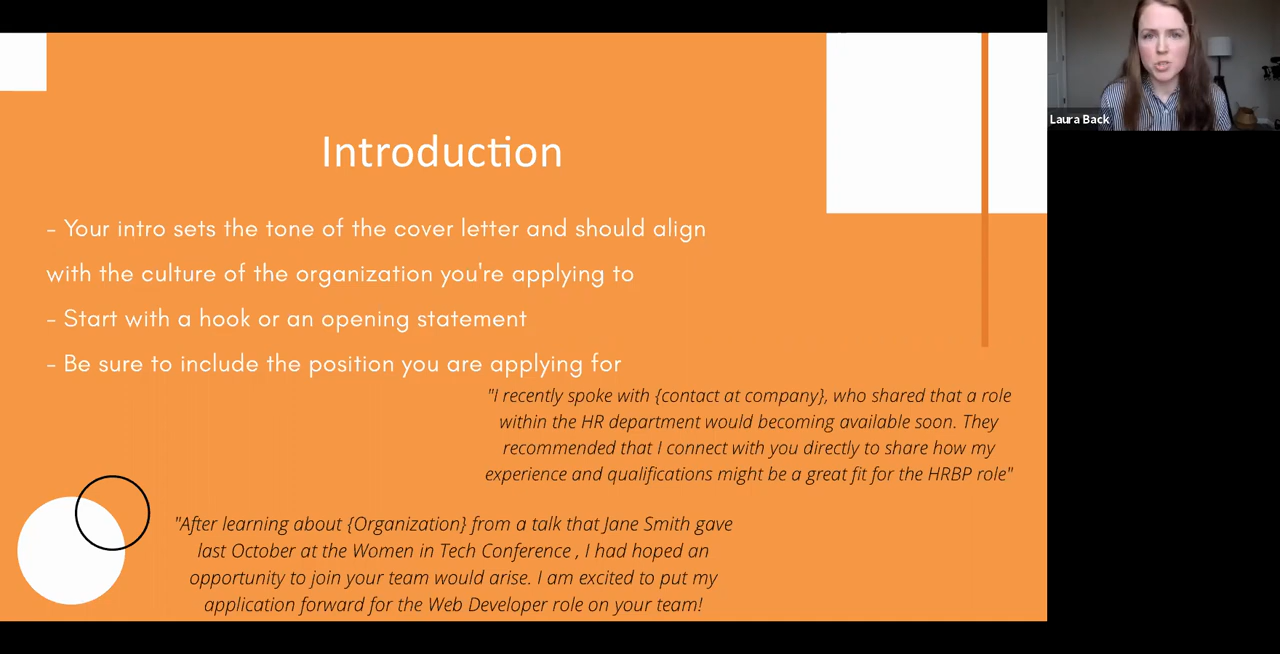 Introduction
- Your intro sets the tone of the cover letter and should align
with the culture of the organization you're applying to
- Start with a hook or an opening statement
- Be sure to include the position you are applying for
"I recently spoke with {contact at company}, who shared that a role
within the HR department would becoming available soon. They
recommended that I connect with you directly to share how my
experience and qualifications might be a great fit for the HRBP role"
"After learning about {Organization} from a talk that Jane Smith gave
last October at the Women in Tech Conference , I had hoped an
opportunity to join your team would arise. I am excited to put my
application forward for the Web Developer role on your team!
Laura Back